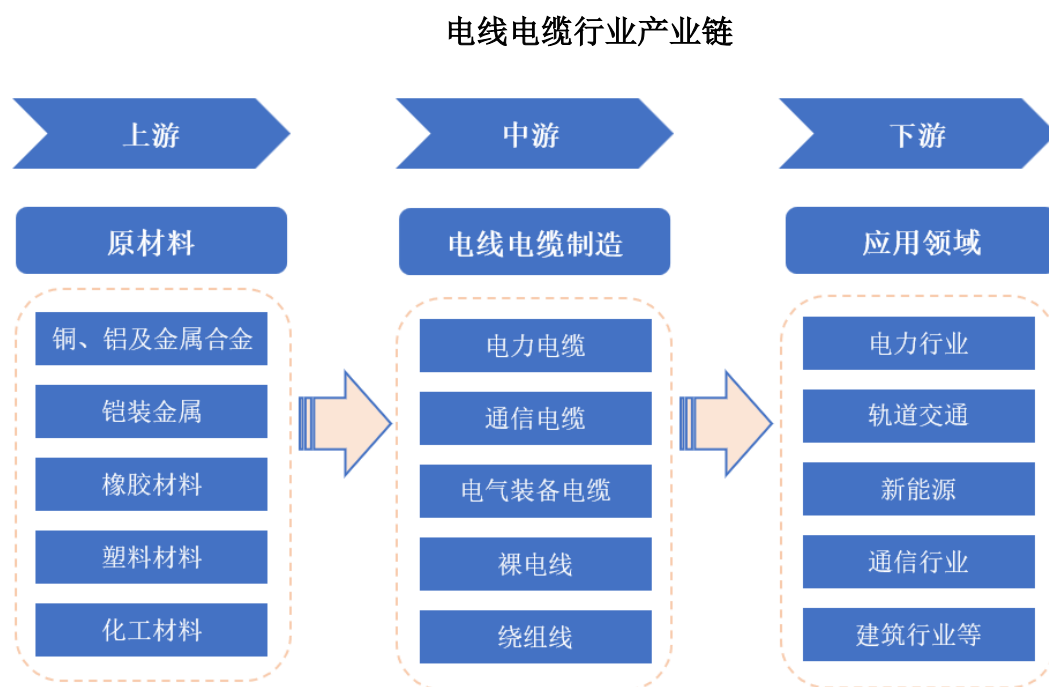 电线电缆行业产业链
上游
中游
下游
原材料
电线电缆制造
应用领域
铜、铝及金属合金
铠装金属
橡胶材料
塑料材料
化工材料
电力电缆
通信电缆
电气装备电缆
裸电线
绕组线
电力行业
轨道交通
新能源
通信行业
建筑行业等